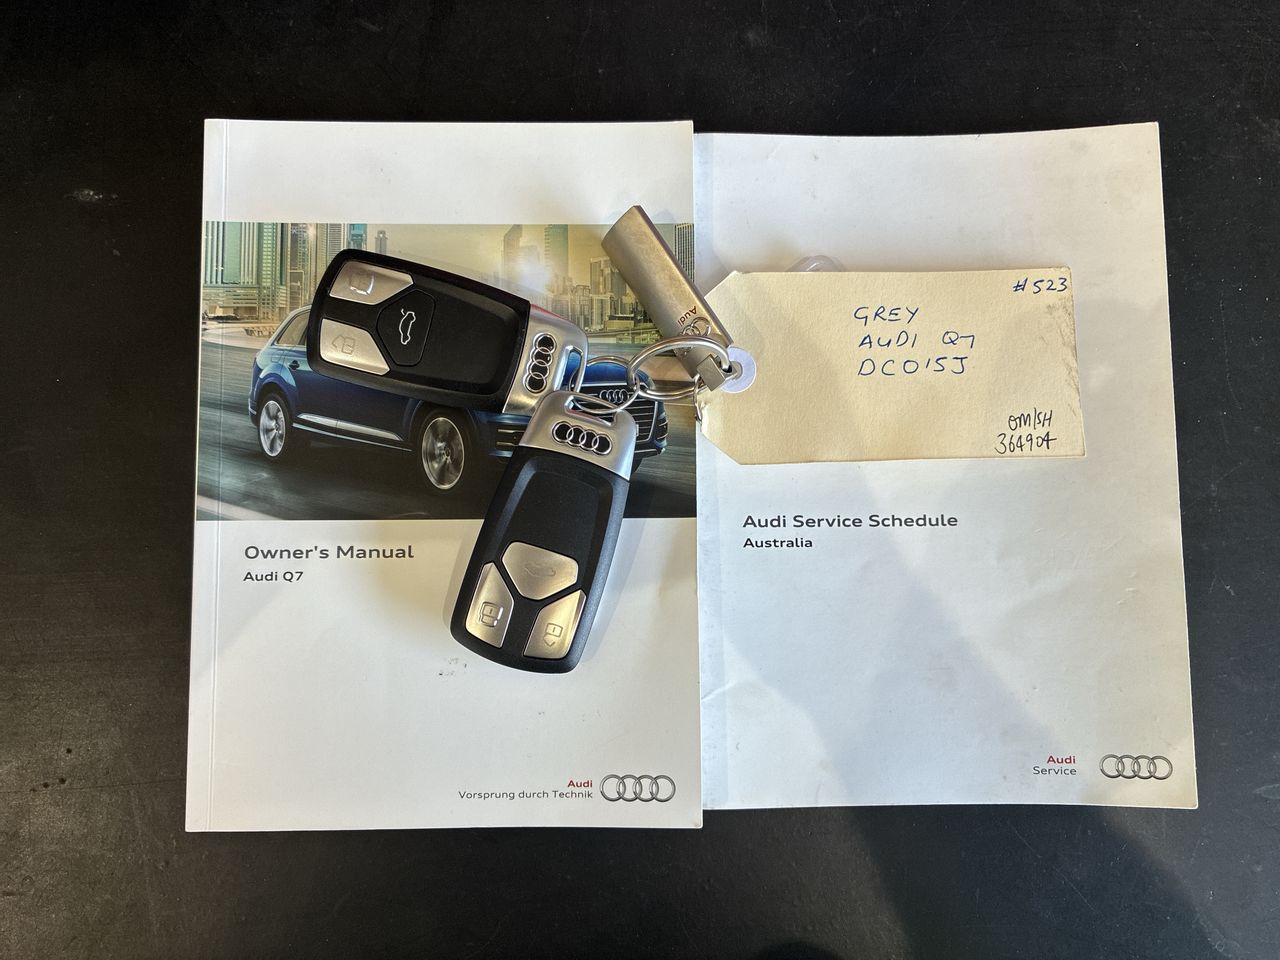 Owner's Manual
Audi Q7
Audi
Vorsprung durch Technik
Audi
#523
GREY
AUDI Q7
DC015J
OM/SH
364904
Audi Service Schedule
Australia
Audi
Service